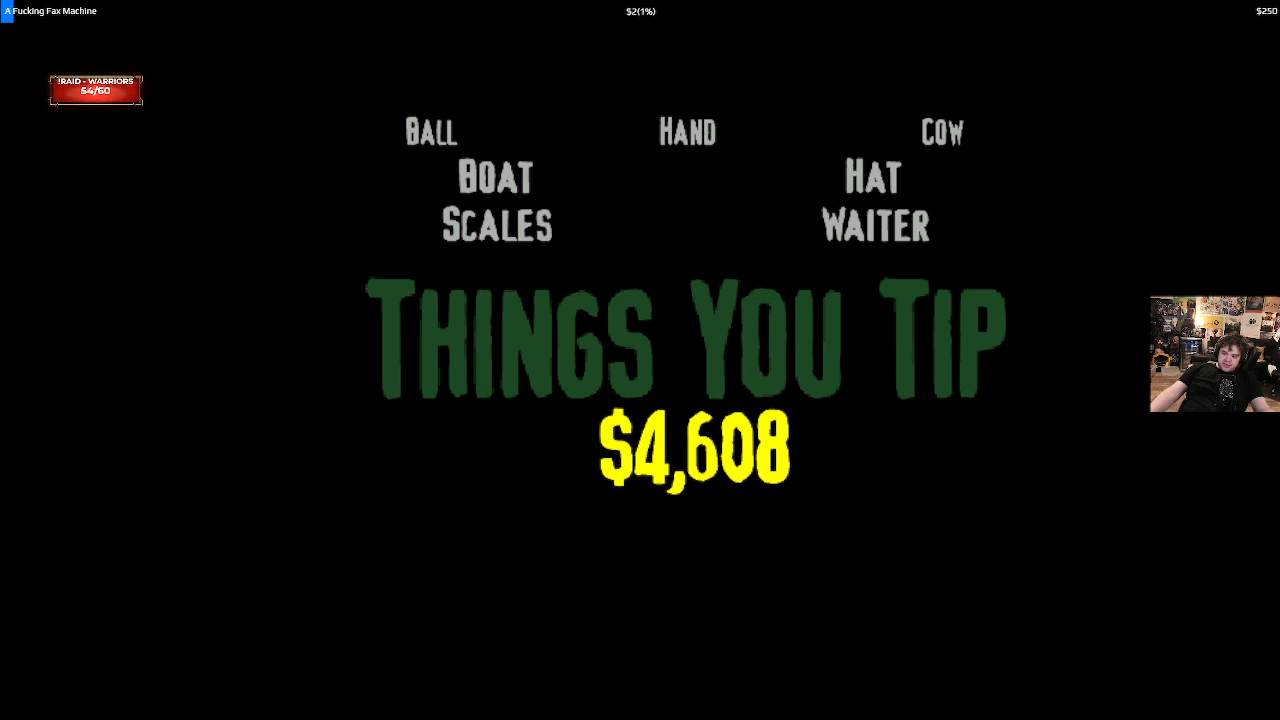 A Fucking Fax Machine $2(1%) $250
!RAID - WARRIORS
54/60
BALL HAND COW
BOAT HAT
SCALES WAITER
THINGS YOU TIP
$4,608